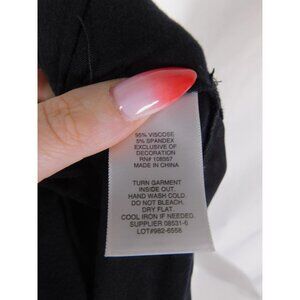 95% VISCOSE
5% SPANDEX
EXCLUSIVE OF
DECORATION
RN# 108957
MADE IN CHINA
TURN GARMENT
INSIDE OUT.
HAND WASH COLD.
DO NOT BLEACH.
DRY FLAT.
COOL IRON IF NEEDED.
SUPPLIER 08531-6
LOT#982-6558